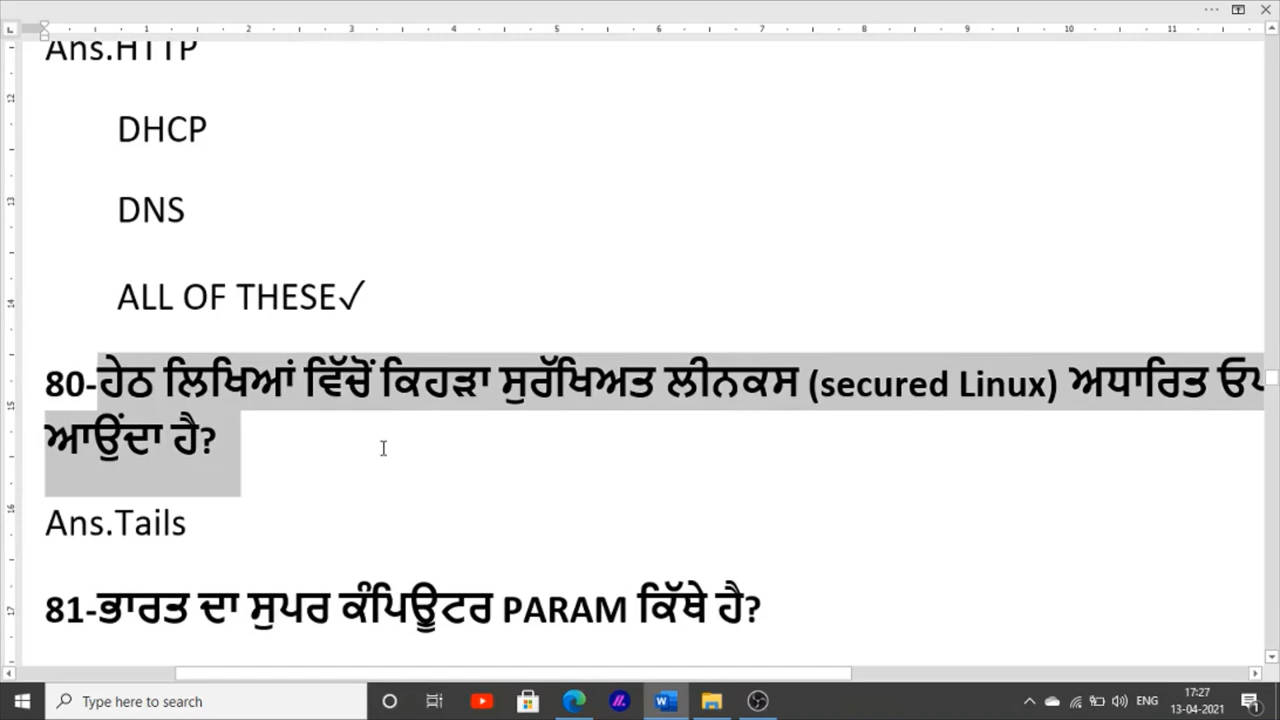 Ans.HTTP
DHCP
DNS
ALL OF THESE✓
80-ਹੇਠ ਲਿਖਿਆਂ ਵਿੱਚੋਂ ਕਿਹੜਾ ਸੁਰੱਖਿਅਤ ਲੀਨਕਸ (secured Linux) ਅਧਾਰਿਤ
ਆਉਂਦਾ ਹੈ?
Ans.Tails
81-ਭਾਰਤ ਦਾ ਸੁਪਰ ਕੰਪਿਊਟਰ PARAM ਕਿੱਥੇ ਹੈ?
Type here to search
ENG
17:27
13-04-2021